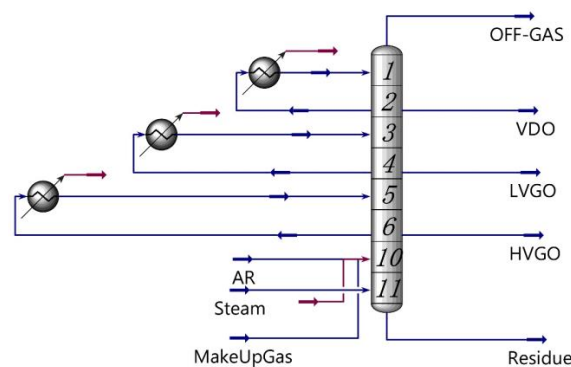 OFF-GAS
1
2
VDO
3
4
LVGO
5
6
HVGO
10
AR
11
Steam
MakeUpGas
Residue